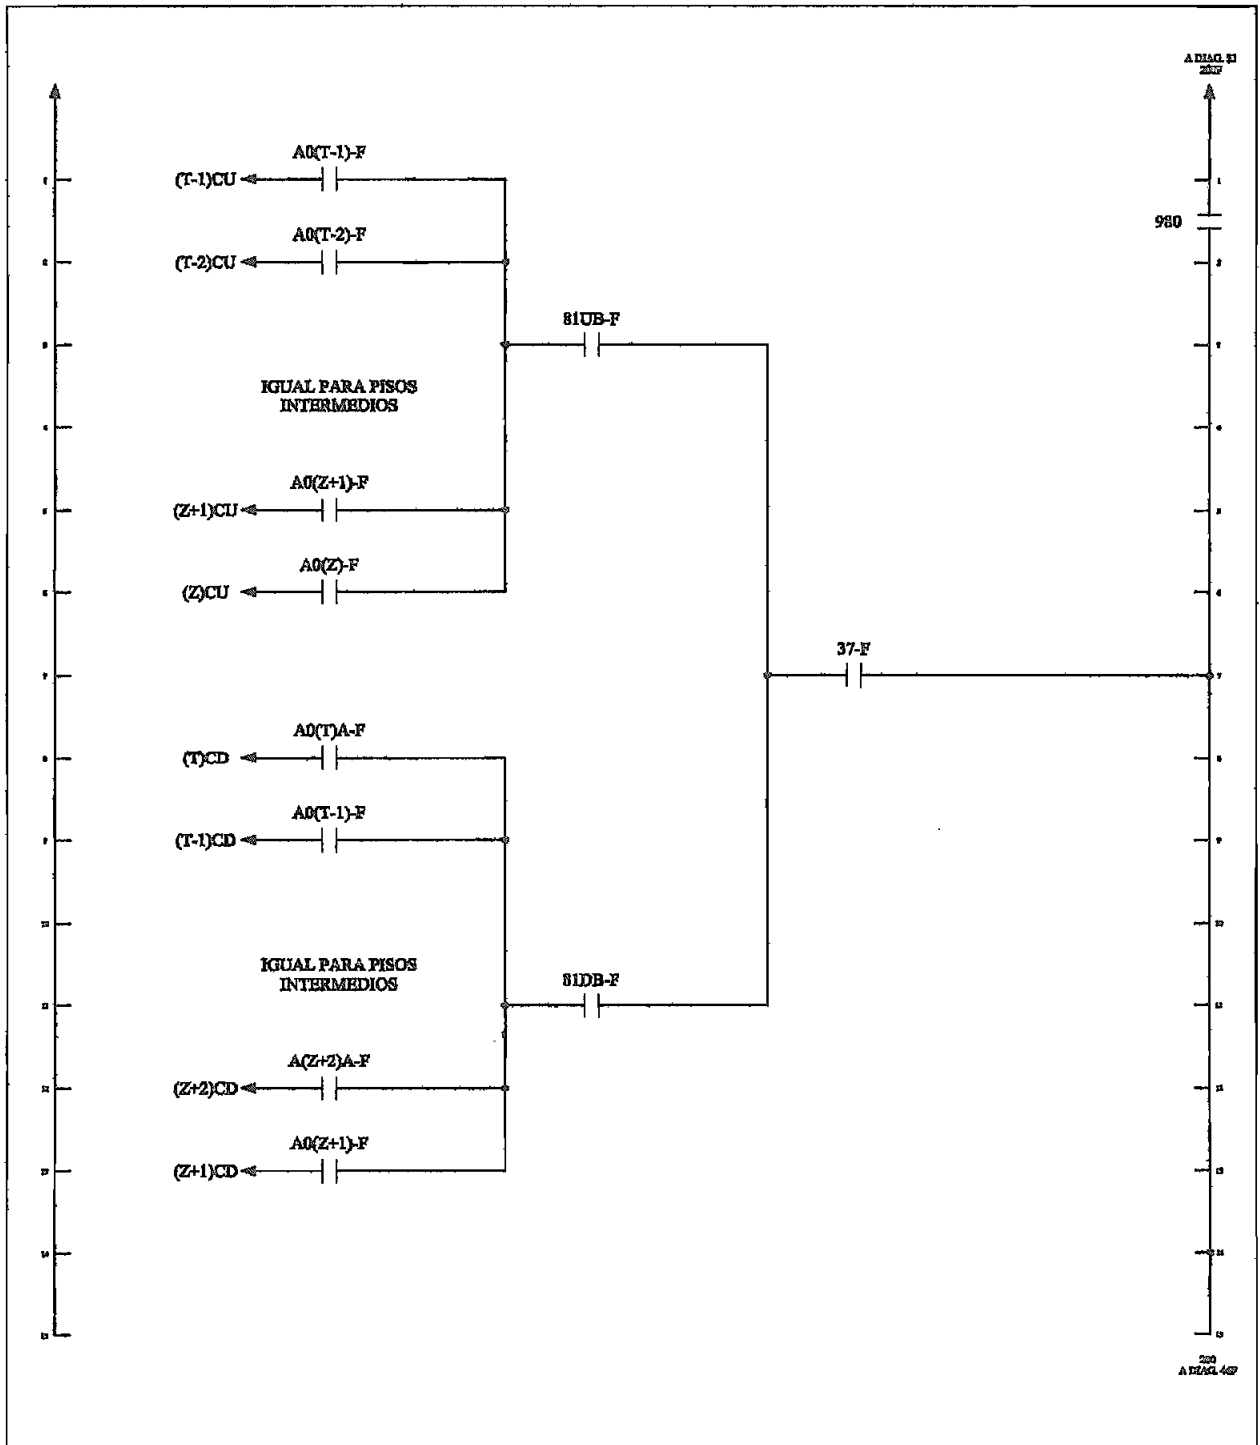 A DIAG. 
A0(T-1)-F
(T-1)CU
980
A0(T-2)-F
(T-2)CU
81UB-F
IGUAL PARA PISOS
INTERMEDIOS
A0(Z+1)-F
(Z+1)CU
A0(Z)-F
(Z)CU
37-F
A0(T)A-F
(T)CD
A0(T-1)-F
(T-1)CD
IGUAL PARA PISOS
INTERMEDIOS
81DB-F
A(Z+2)A-F
(Z+2)CD
A0(Z+1)-F
(Z+1)CD
A DIAG.